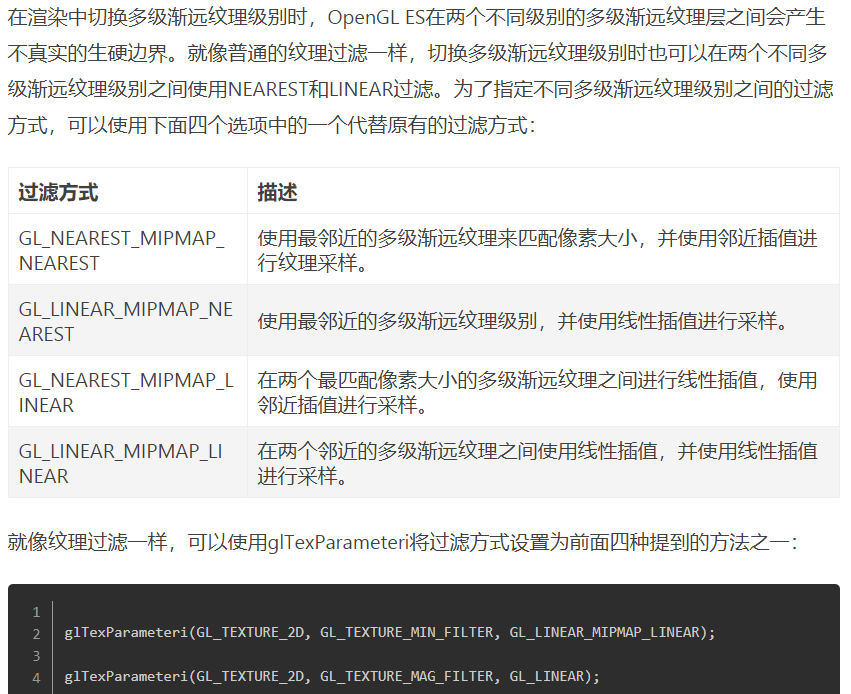 在渲染中切换多级渐远纹理级别时，OpenGL ES在两个不同级别的多级渐远纹理层之间会产生
不真实的生硬边界。就像普通的纹理过滤一样，切换多级渐远纹理级别时也可以在两个不同多
级渐远纹理级别之间使用NEAREST和LINEAR过滤。为了指定不同多级渐远纹理级别之间的过滤
方式，可以使用下面四个选项中的一个代替原有的过滤方式：
过滤方式 描述
GL_NEAREST_MIPMAP_
NEAREST
使用最邻近的多级渐远纹理来匹配像素大小，并使用邻近插值进
行纹理采样。
GL_LINEAR_MIPMAP_NE
AREST
使用最邻近的多级渐远纹理级别，并使用线性插值进行采样。
GL_NEAREST_MIPMAP_L
INEAR
在两个最匹配像素大小的多级渐远纹理之间进行线性插值，使用
邻近插值进行采样。
GL_LINEAR_MIPMAP_LI
NEAR
在两个邻近的多级渐远纹理之间使用线性插值，并使用线性插值
进行采样。
就像纹理过滤一样，可以使用glTexParameteri将过滤方式设置为前面四种提到的方法之一：
1
2 glTexParameteri(GL_TEXTURE_2D, GL_TEXTURE_MIN_FILTER, GL_LINEAR_MIPMAP_LINEAR);
3
4 glTexParameteri(GL_TEXTURE_2D, GL_TEXTURE_MAG_FILTER, GL_LINEAR);